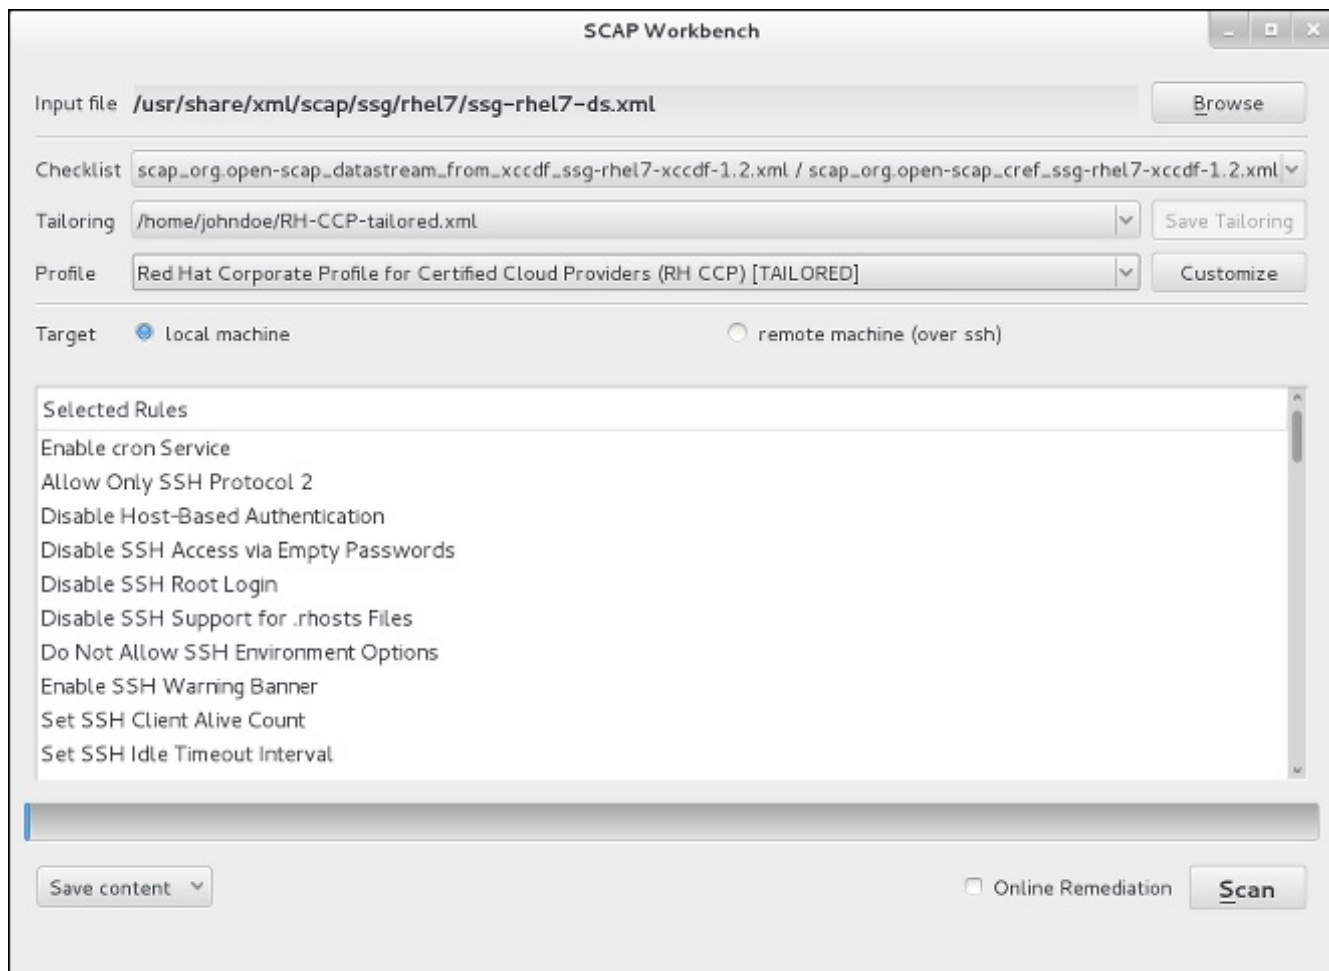 SCAP Workbench
Input file /usr/share/xml/scap/ssg/rhel7/ssg-rhel7-ds.xml Browse
Checklist scap_org.open-scap_datastream_from_xccdf_ssg-rhel7-xccdf-1.2.xml / scap_org.open-scap_cref_ssg-rhel7-xccdf-1.2.xml
Tailoring /home/johndoe/RH-CCP-tailored.xml Save Tailoring
Profile Red Hat Corporate Profile for Certified Cloud Providers (RH CCP) [TAILORED] Customize
Target local machine remote machine (over ssh)
Selected Rules
Enable cron Service
Allow Only SSH Protocol 2
Disable Host-Based Authentication
Disable SSH Access via Empty Passwords
Disable SSH Root Login
Disable SSH Support for .rhosts Files
Do Not Allow SSH Environment Options
Enable SSH Warning Banner
Set SSH Client Alive Count
Set SSH Idle Timeout Interval
Save content Online Remediation Scan